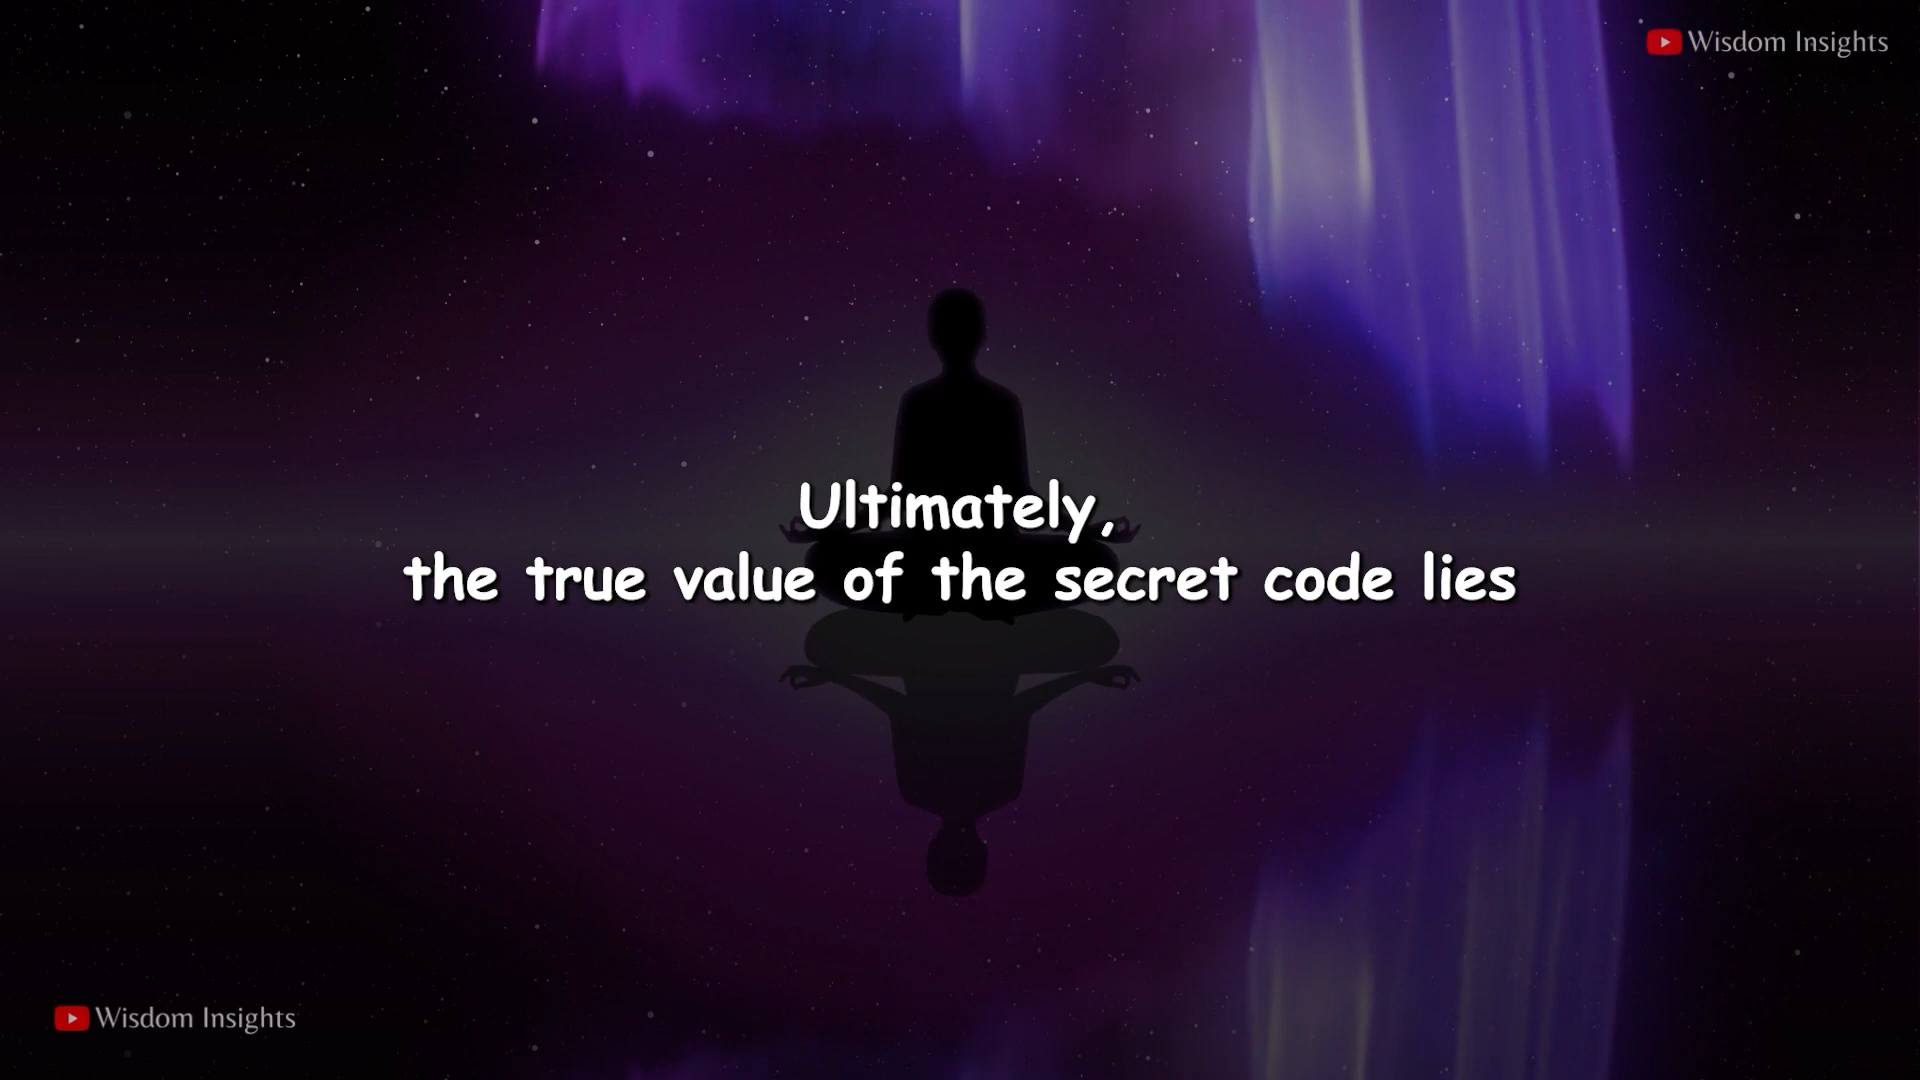 Wisdom Insights
Ultimately,
the true value of the secret code lies
Wisdom Insights